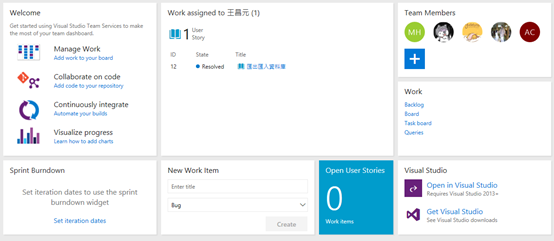 Welcome
Get started using Visual Studio Team Services to make
the most of your team dashboard.
Manage Work
Add work to your board
Collaborate on code
Add code to your repository
Continuously integrate
Automate your builds
Visualize progress
Learn how to add charts
Work assigned to 王昌元 (1)
1 User
Story
ID State Title
12 Resolved 匯出匯入資料庫
Team Members
MH
AC
Work
Backlog
Board
Task board
Queries
Sprint Burndown
Set iteration dates to use the sprint
burndown widget
Set iteration dates
New Work Item
Enter title
Bug
Create
Open User Stories
0
Work items
Visual Studio
Open in Visual Studio
Requires Visual Studio 2013+
Get Visual Studio
See Visual Studio downloads